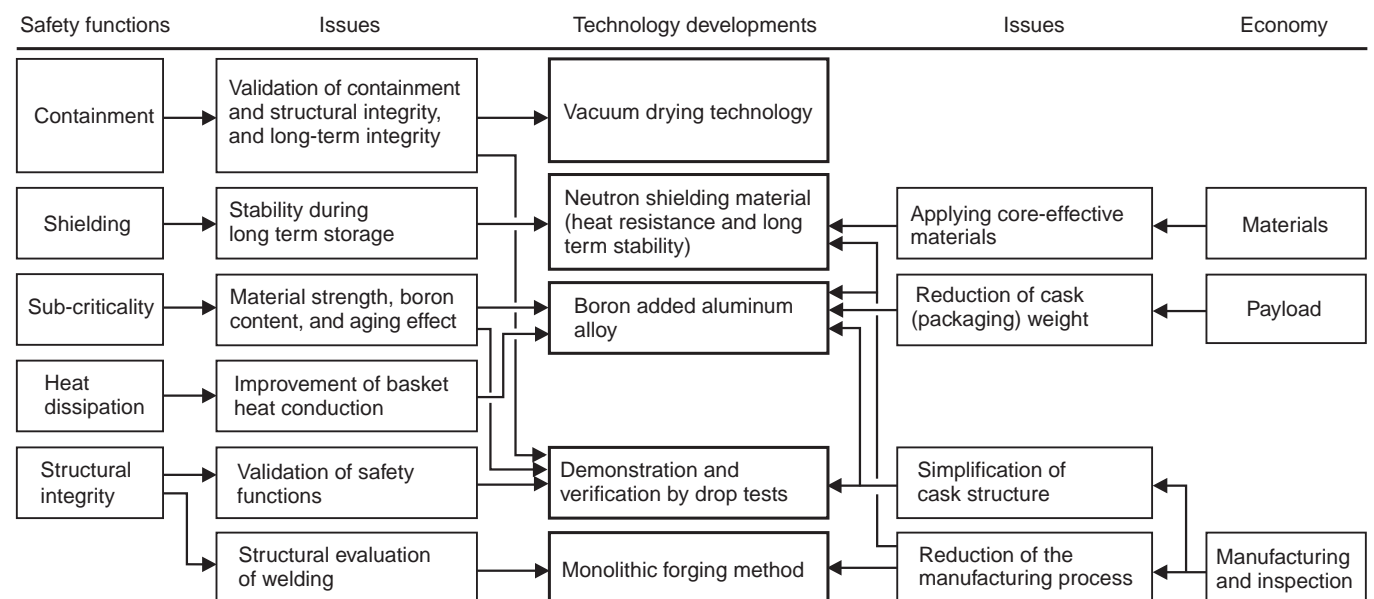 Safety functions
Issues
Technology developments
Issues
Economy
Containment
Validation of containment
and structural integrity,
and long-term integrity
Vacuum drying technology
Shielding
Stability during
long term storage
Neutron shielding material
(heat resistance and long
term stability)
Applying core-effective
materials
Materials
Sub-criticality
Material strength, boron
content, and aging effect
Boron added aluminum
alloy
Reduction of cask
(packaging) weight
Payload
Heat
dissipation
Improvement of basket
heat conduction
Structural
integrity
Validation of safety
functions
Demonstration and
verification by drop tests
Simplification of
cask structure
Structural evaluation
of welding
Monolithic forging method
Reduction of the
manufacturing process
Manufacturing
and inspection